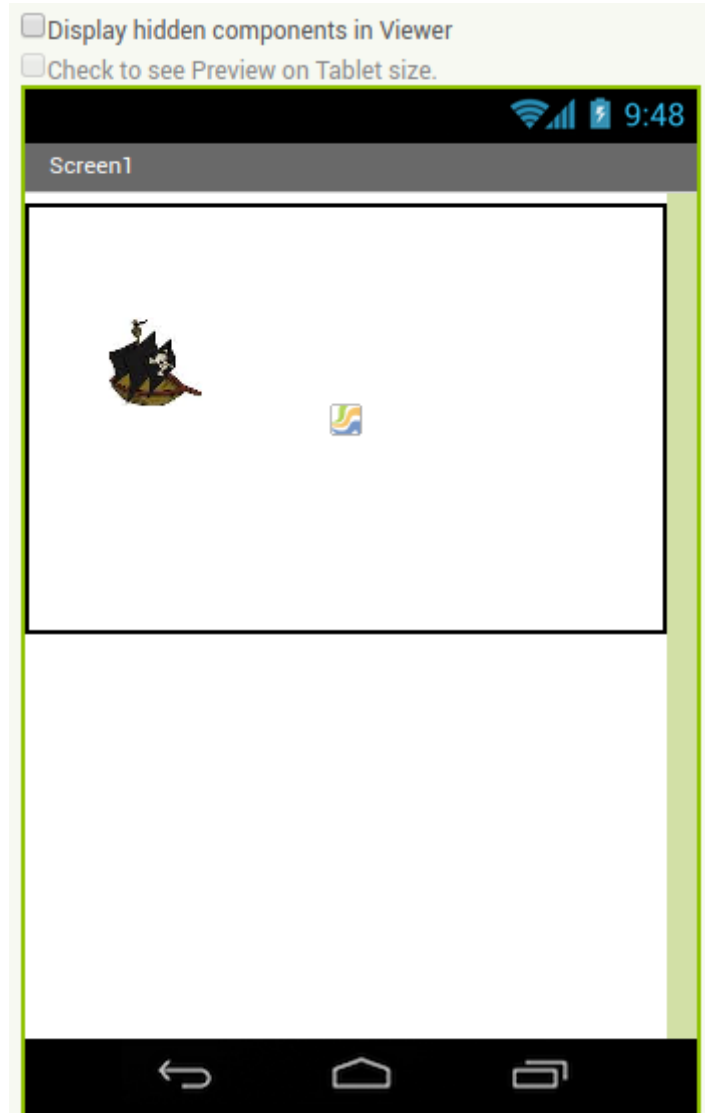 Display hidden components in Viewer
Check to see Preview on Tablet size.
9:48
Screen1